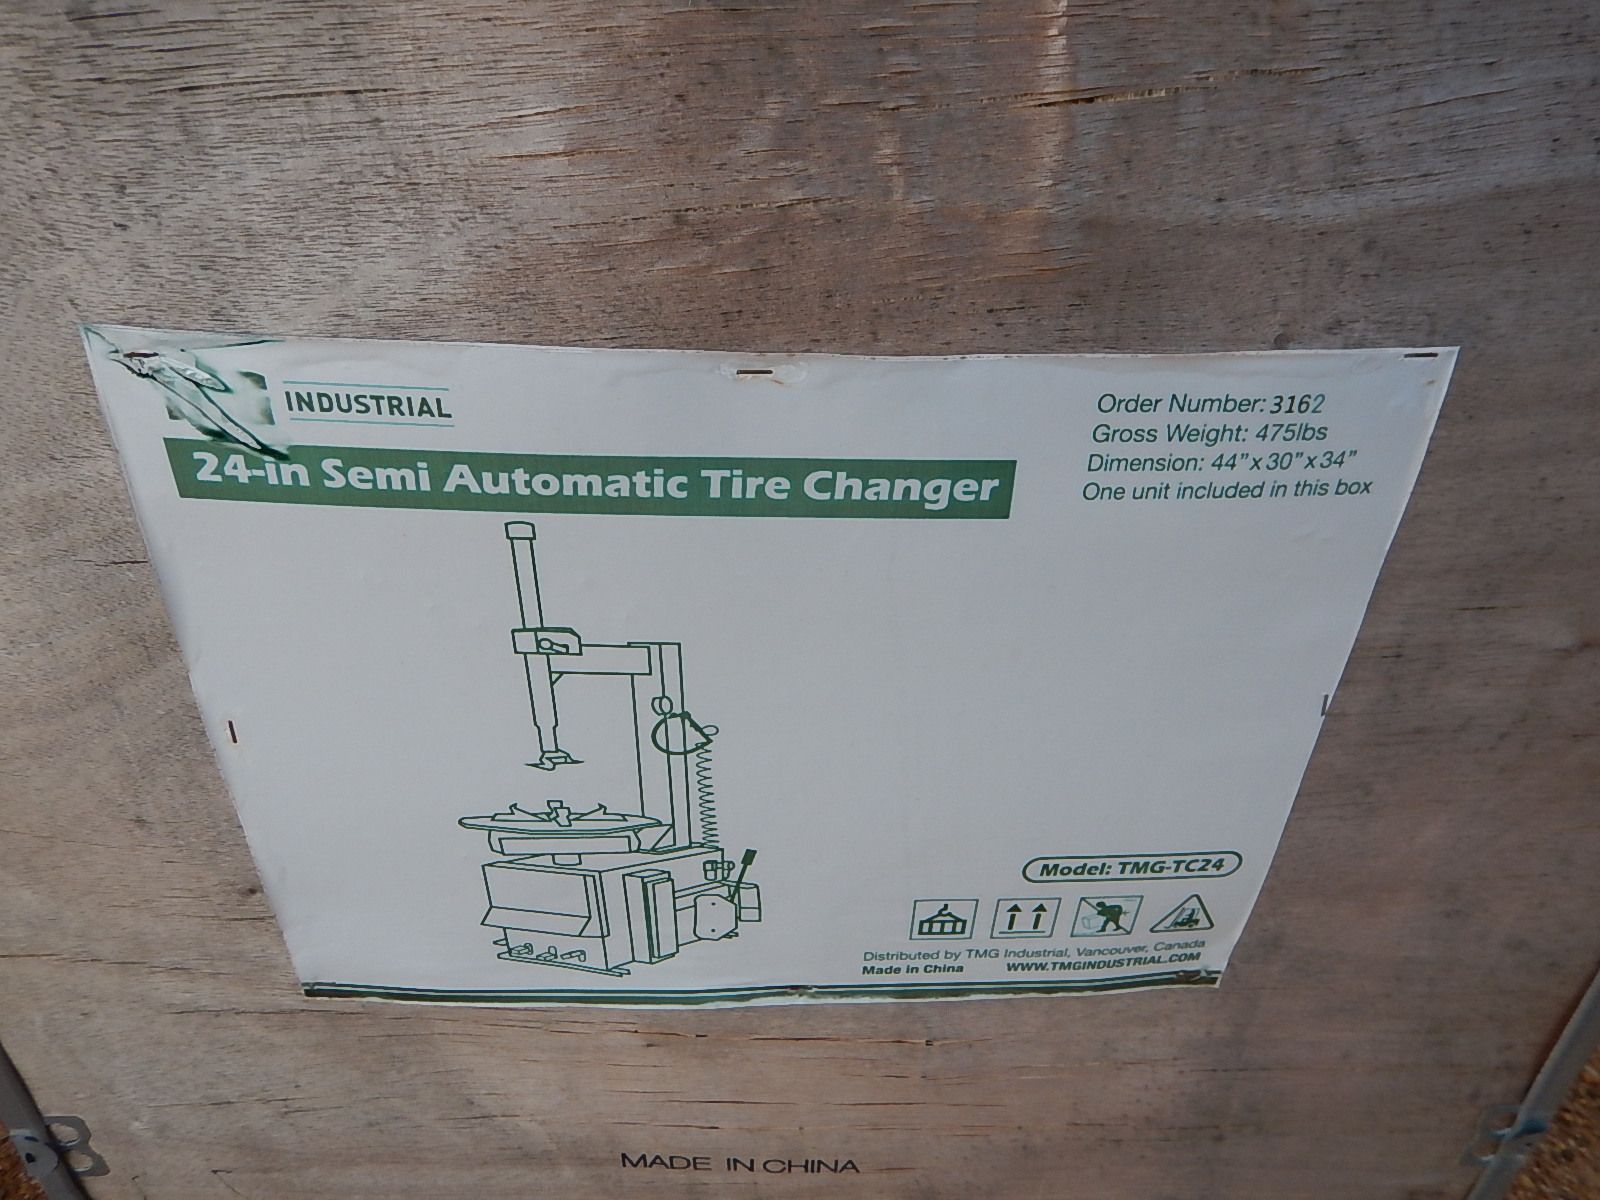 INDUSTRIAL
24-in Semi Automatic Tire Changer
Order Number: 3162
Gross Weight: 475lbs
Dimension: 44”x30”x34”
One unit included in this box
Model: TMG-TC24
Distributed by TMG Industrial, Vancouver, Canada
Made in China WWW.TMGINDUSTRIAL.COM
MADE IN CHINA